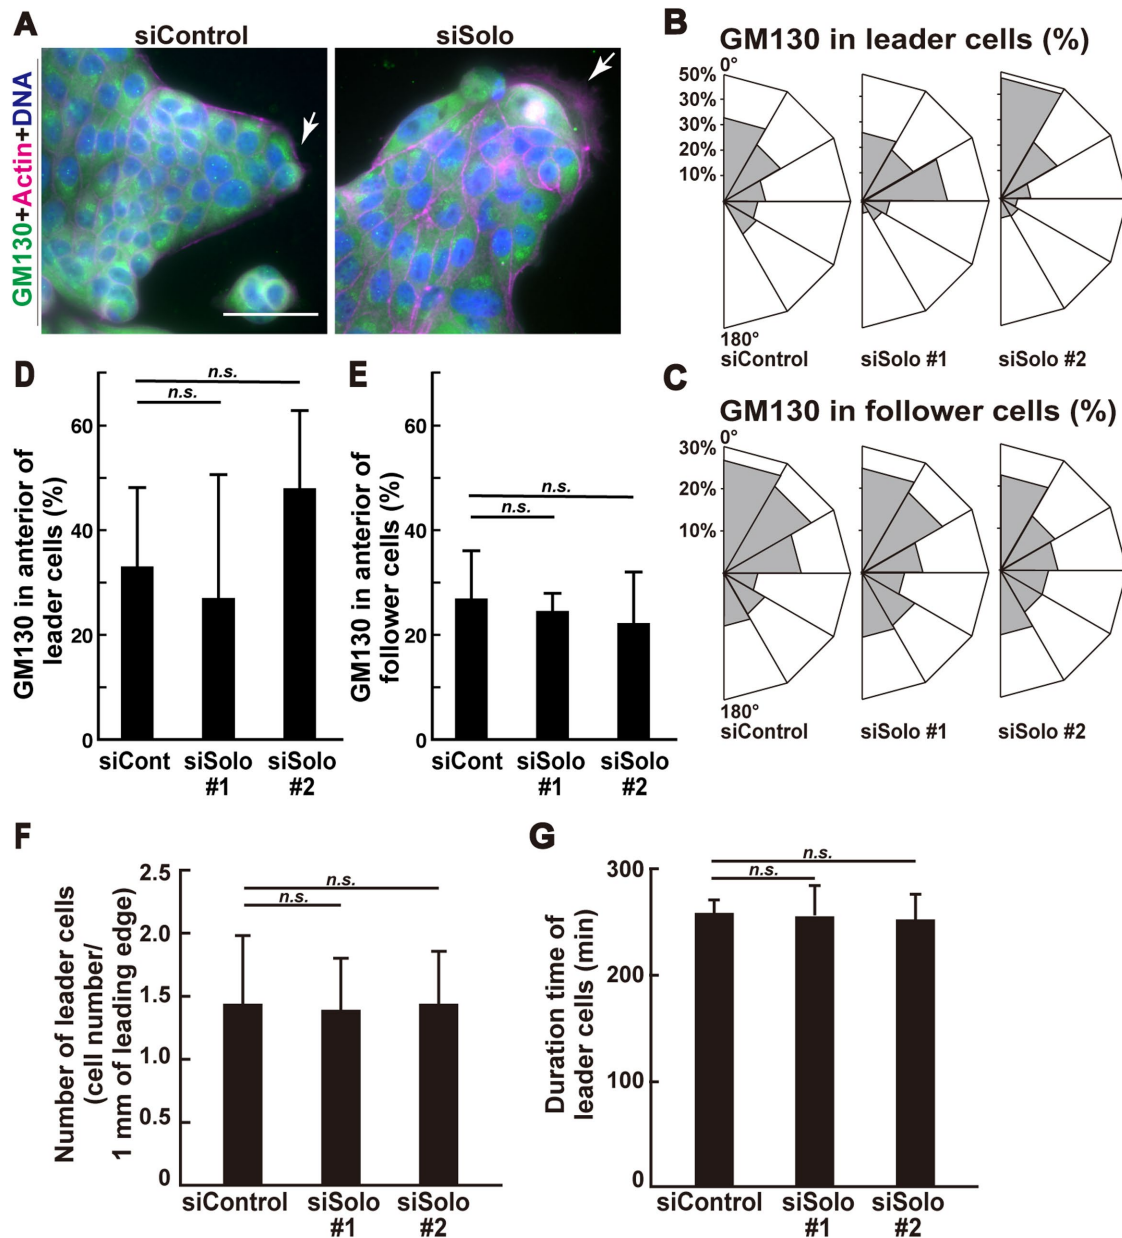 A
siControl
siSolo
GM130+Actin+DNA
B
GM130 in leader cells (%)
0°
50%
30%
30%
20%
10%
180°
siControl
siSolo #1
siSolo #2
C
GM130 in follower cells (%)
0°
30%
20%
10%
180°
siControl
siSolo #1
siSolo #2
D
GM130 in anterior of
leader cells (%)
60
40
20
0
n.s.
n.s.
siCont
siSolo
#1
siSolo
#2
E
GM130 in anterior of
follower cells (%)
60
40
20
0
n.s.
n.s.
siCont
siSolo
#1
siSolo
#2
F
Number of leader cells
(cell number/
1 mm of leading edge)
2.5
2.0
1.5
1.0
0.5
0
n.s.
n.s.
siControl
siSolo
#1
siSolo
#2
G
Duration time of
leader cells (min)
300
200
100
0
n.s.
n.s.
siControl
siSolo
#1
siSolo
#2